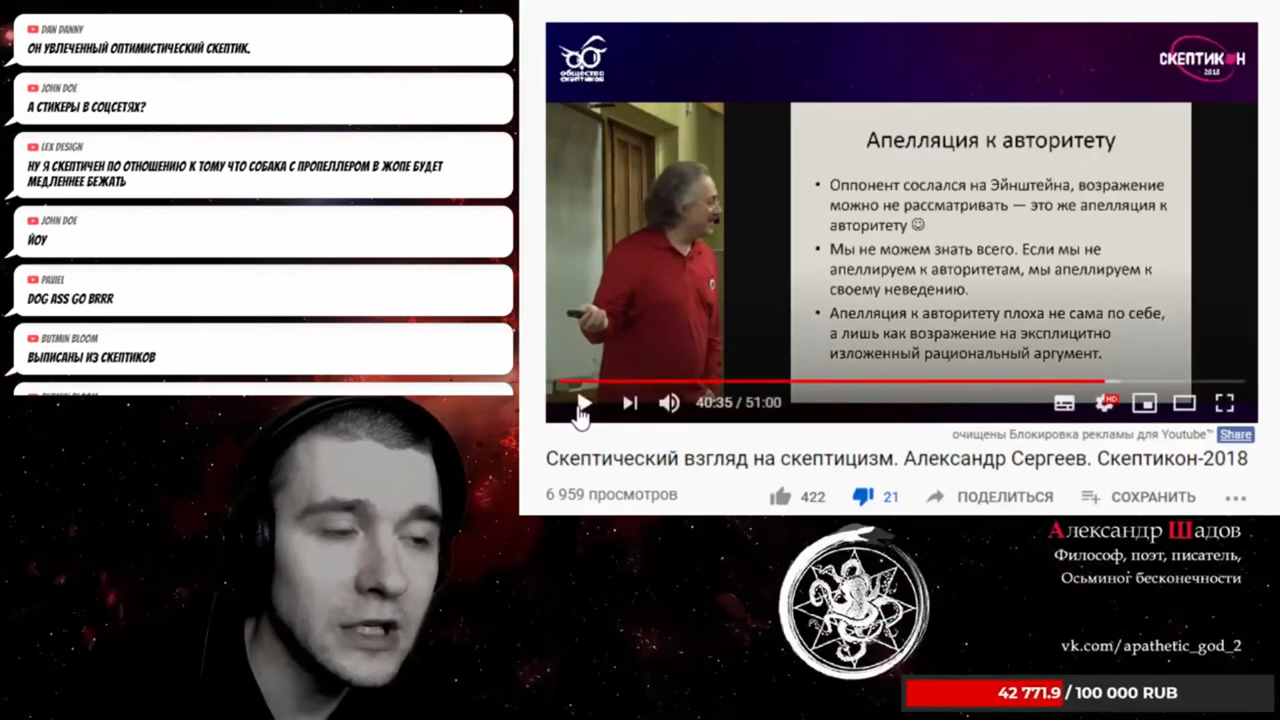 DAN DANNY
ОН УВЛЕЧЕННЫЙ ОПТИМИСТИЧЕСКИЙ СКЕПТИК.
JOHN DOE
А СТИКЕРЫ В СОЦСЕТЯХ?
LEX DESIGN
НУ Я СКЕПТИЧЕН ПО ОТНОШЕНИЮ К ТОМУ ЧТО СОБАКА С ПРОПЕЛЛЕРОМ В ЖОПЕ БУДЕТ
МЕДЛЕННЕЕ БЕЖАТЬ
JOHN DOE
ЙОУ
PAVIEL
DOG ASS GO BRRR
BUTMIN BLOOM
ВЫПИСАНЫ ИЗ СКЕПТИКОВ
общество
скептиков
СКЕПТИКОН
2018
Апелляция к авторитету
• Оппонент сослался на Эйнштейна, возражение
можно не рассматривать — это же апелляция к
авторитету ☺
• Мы не можем знать всего. Если мы не
апеллируем к авторитетам, мы апеллируем к
своему неведению.
• Апелляция к авторитету плоха не сама по себе,
а лишь как возражение на эксплицитно
изложенный рациональный аргумент.
40:35 / 51:00
HD
очищены Блокировка рекламы для Youtube™ Share
Скептический взгляд на скептицизм. Александр Сергеев. Скептикон-2018
6 959 просмотров
422
21
ПОДЕЛИТЬСЯ
СОХРАНИТЬ
Александр Шадов
Философ, поэт, писатель,
Осьминог бесконечности
vk.com/apathetic_god_2
42 771.9 / 100 000 RUB